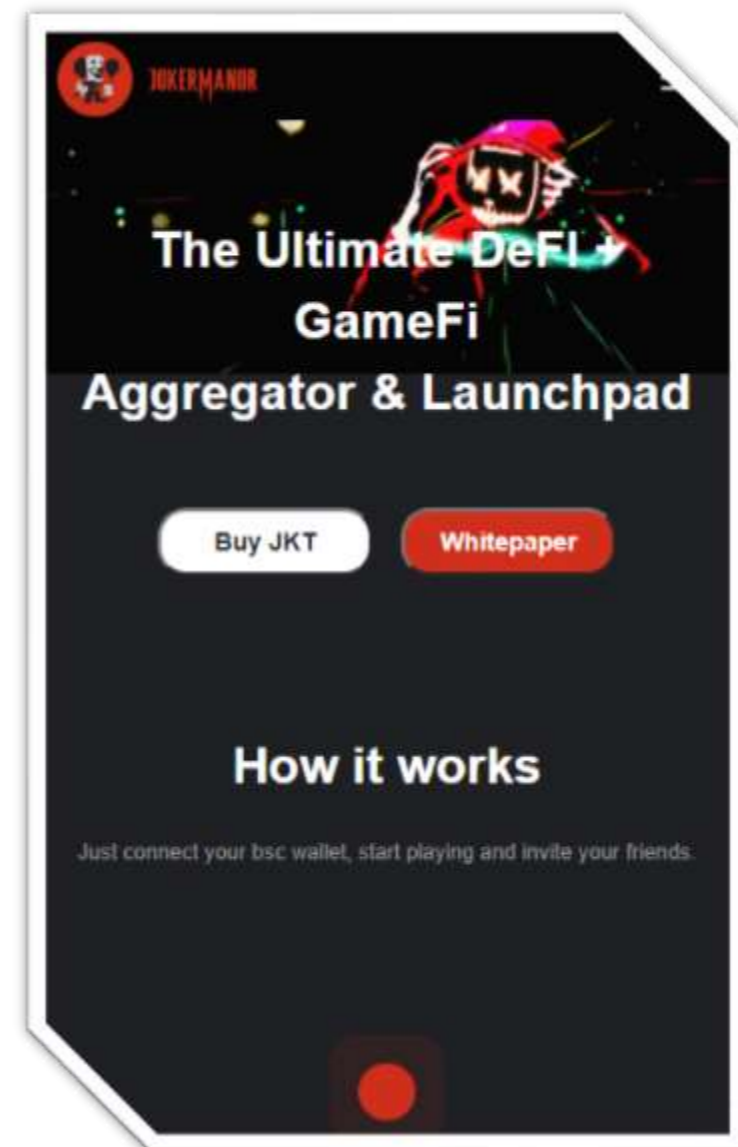 JOKERMANOR
The Ultimate DeFI +
GameFi
Aggregator & Launchpad
Buy JKT
Whitepaper
How it works
Just connect your bsc wallet, start playing and invite your friends.